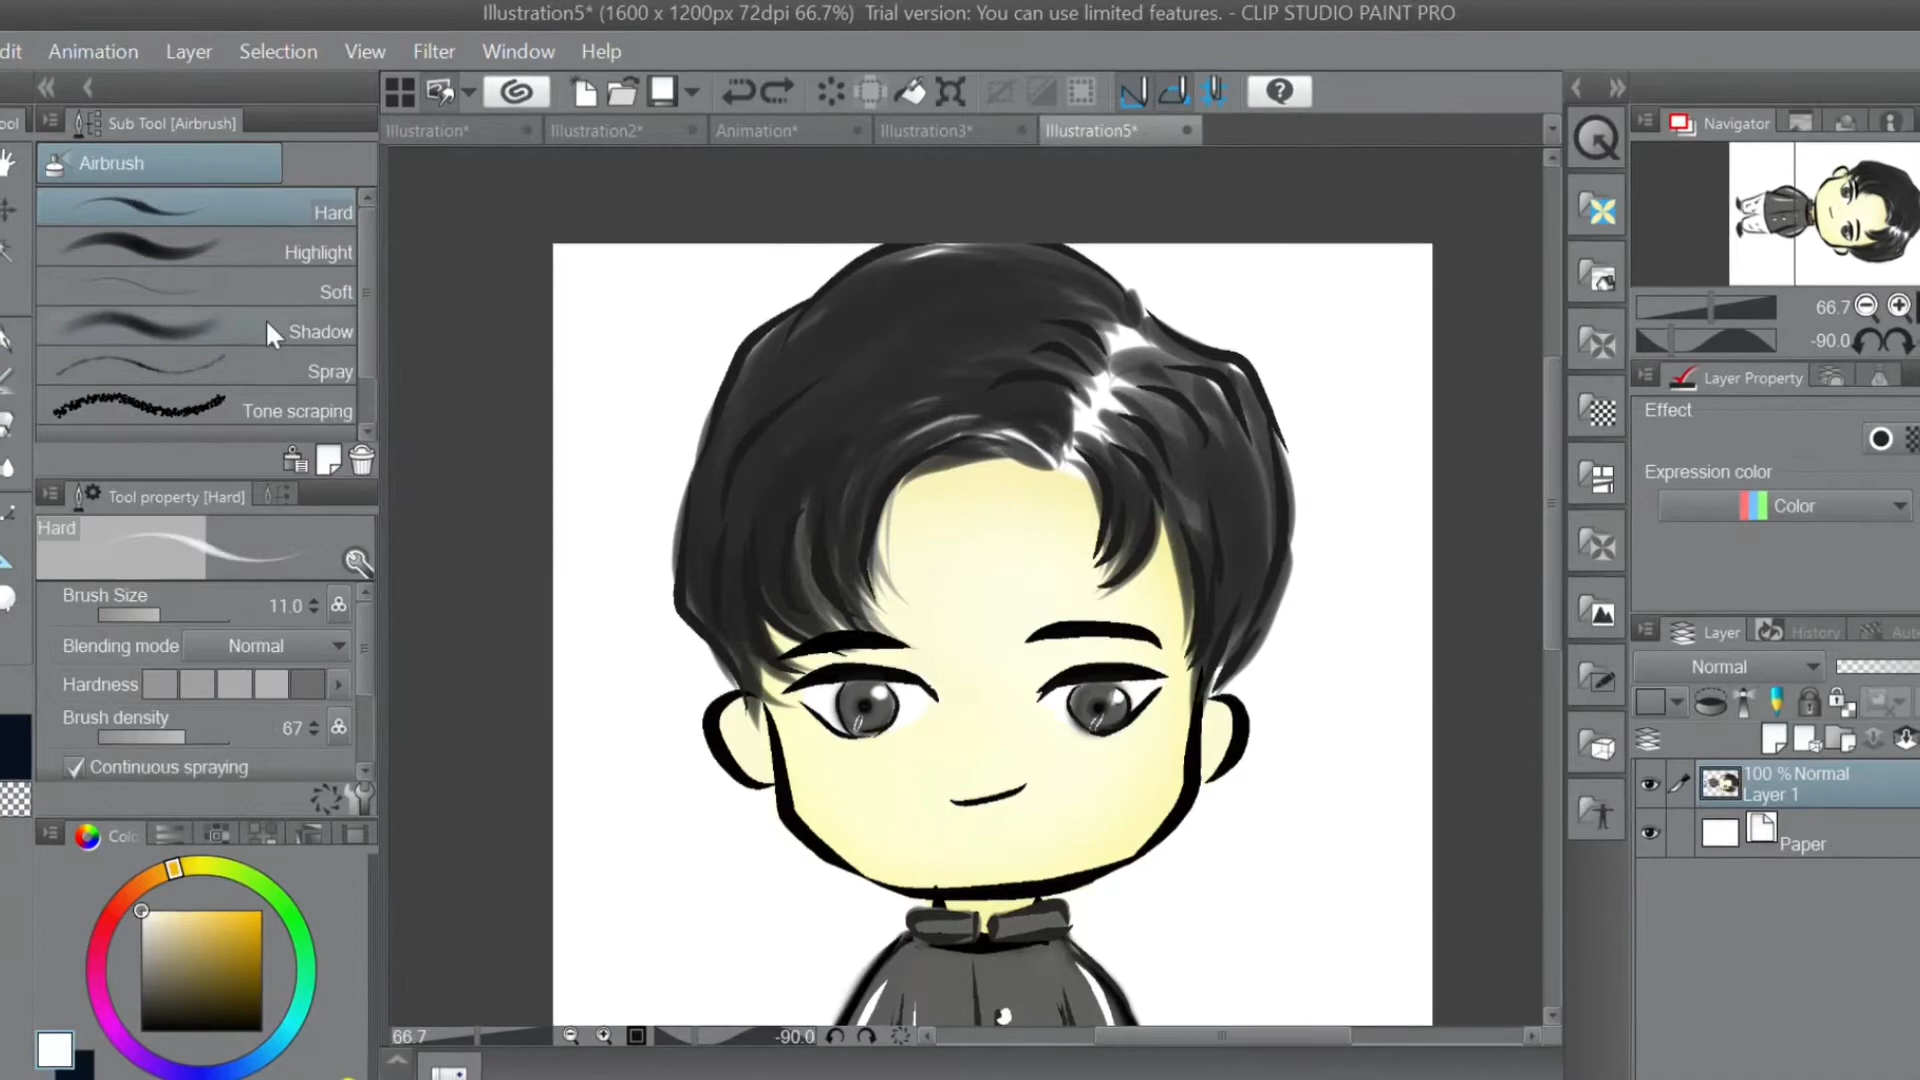 Illustration5* (1600 x 1200px 72dpi 66.7%) Trial version: You can use limited features. - CLIP STUDIO PAINT PRO
dit Animation Layer Selection View Filter Window Help
Illustration* Illustration2* Animation* Illustration3* Illustration5*
ool Sub Tool [Airbrush]
Airbrush
Hard
Highlight
Soft
Shadow
Spray
Tone scraping
Tool property [Hard]
Hard
Brush Size 11.0
Blending mode Normal
Hardness
Brush density 67
Continuous spraying
Colo
66.7 -90.0
Navigator
66.7
-90.0
Layer Property
Effect
Expression color
Color
Layer History Auto
Normal
100 % Normal
Layer 1
Paper